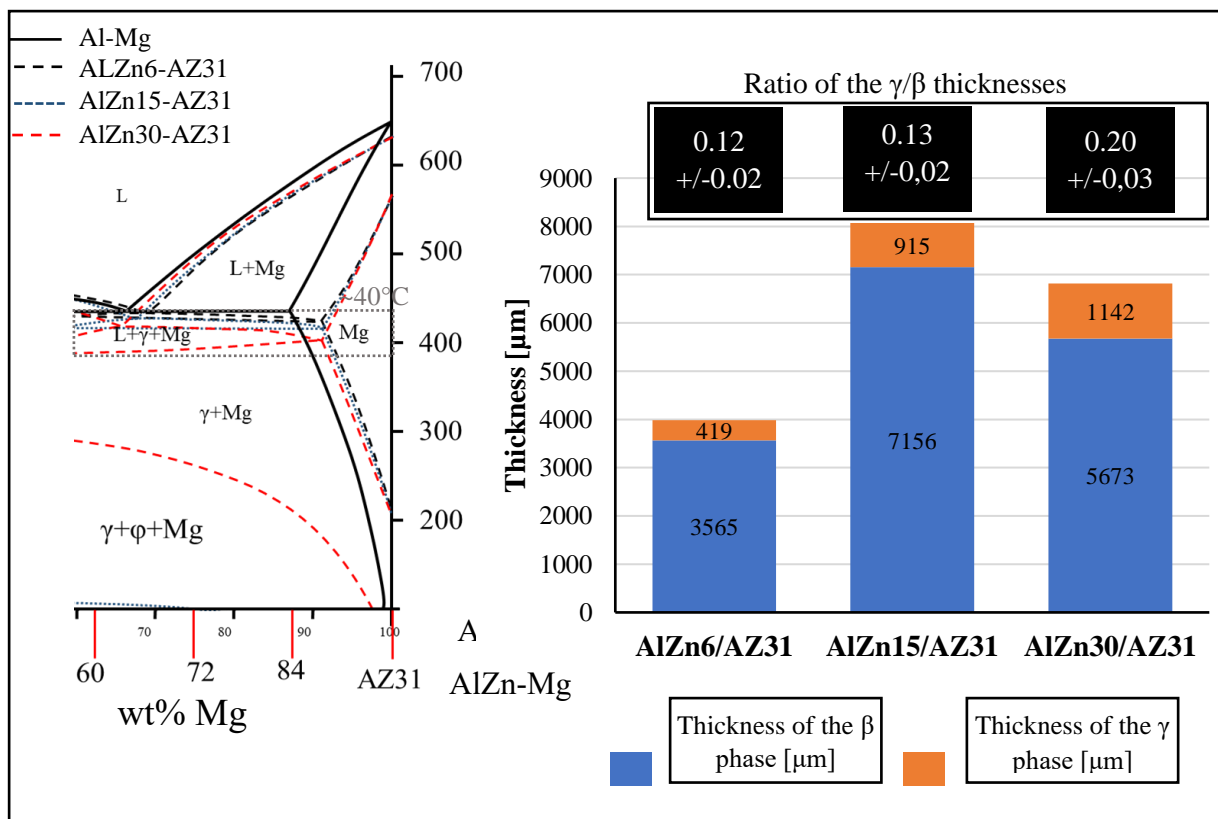 Al-Mg
ALZn6-AZ31
AlZn15-AZ31
AlZn30-AZ31
700
600
500
400
300
200
L
L+Mg
~40°C
L+γ+Mg
Mg
γ+Mg
γ+φ+Mg
70
80
90
100
A
60
72
84
AZ31
AlZn-Mg
wt% Mg
Ratio of the γ/β thicknesses
0.12
+/-0.02
0.13
+/-0,02
0.20
+/-0,03
Thickness [μm]
9000
8000
7000
6000
5000
4000
3000
2000
1000
0
419
3565
915
7156
1142
5673
AlZn6/AZ31
AlZn15/AZ31
AlZn30/AZ31
Thickness of the β
phase [μm]
Thickness of the γ
phase [μm]